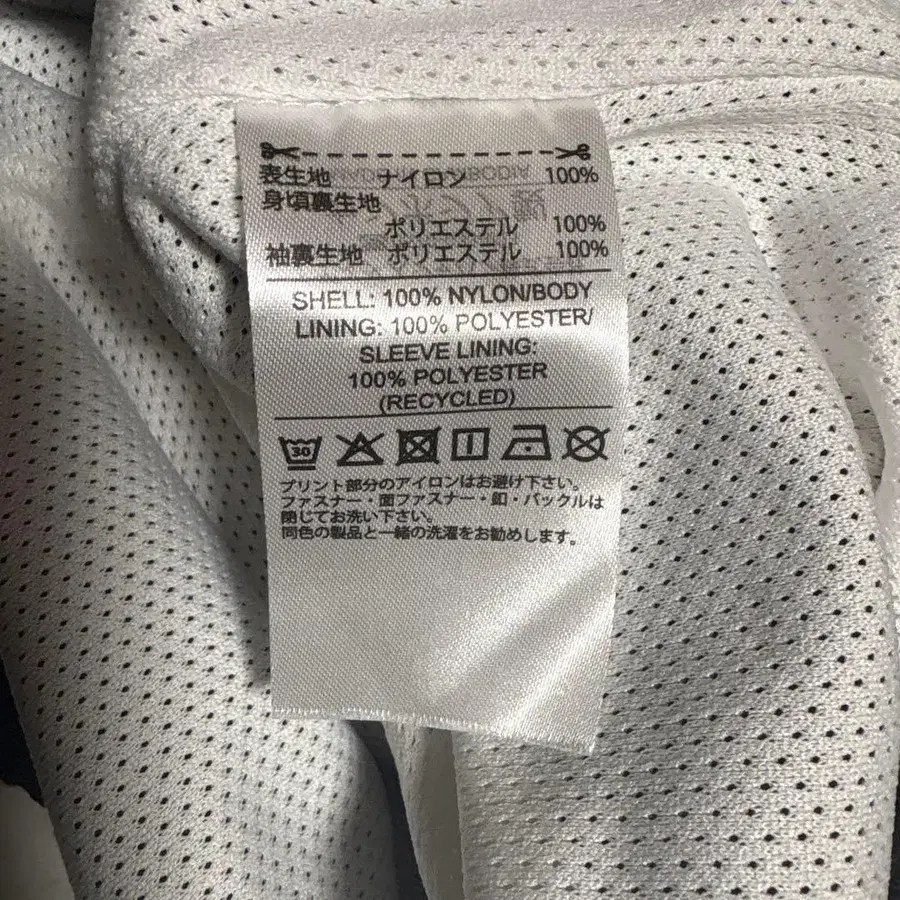 表生地 ナイロン 100%
身頃裏生地
ポリエステル 100%
袖裏生地 ポリエステル 100%
SHELL: 100% NYLON/BODY
LINING: 100% POLYESTER/
SLEEVE LINING:
100% POLYESTER
(RECYCLED)
30
プリント部分のアイロンはお避け下さい。
ファスナー・面ファスナー・釦・バックルは
閉じてお洗い下さい。
同色の製品と一緒の洗濯をお勧めします。